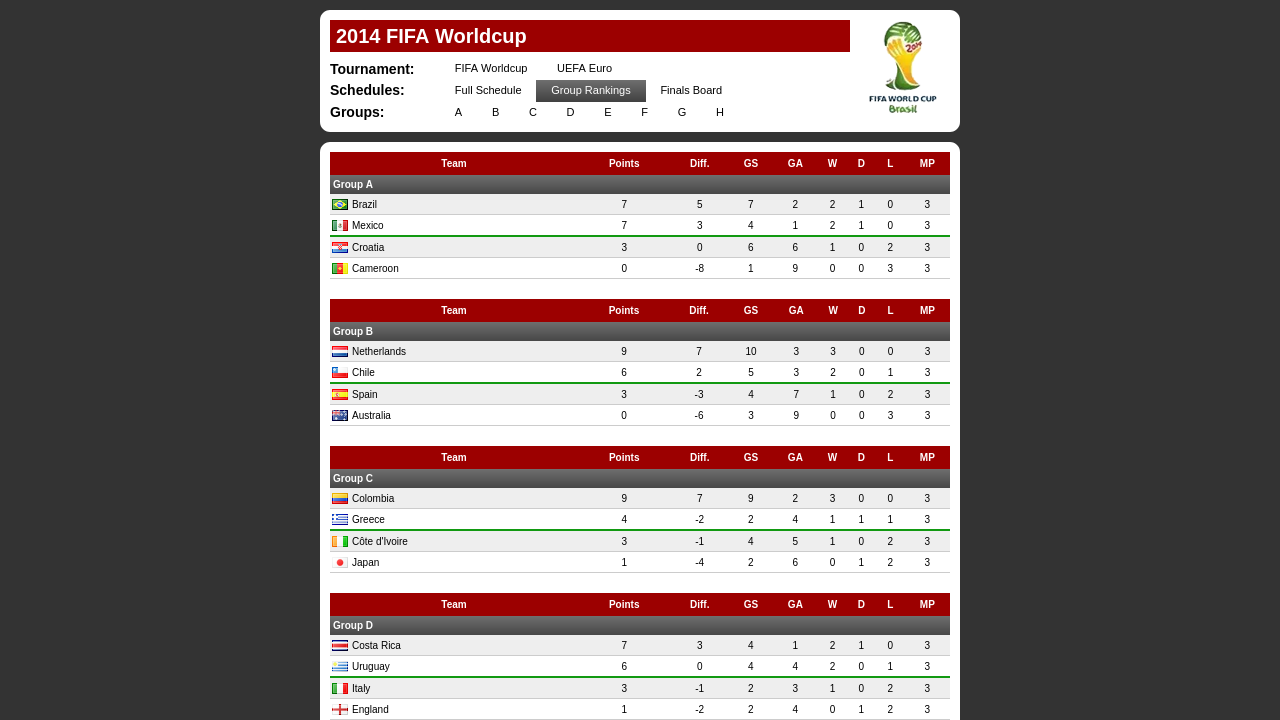 2014 FIFA Worldcup
2014
FIFA WORLD CUP
Brasil
Tournament: FIFA Worldcup UEFA Euro
Schedules: Full Schedule Group Rankings Finals Board
Groups: A B C D E F G H
Team Points Diff. GS GA W D L MP
Group A
Brazil 7 5 7 2 2 1 0 3
Mexico 7 3 4 1 2 1 0 3
Croatia 3 0 6 6 1 0 2 3
Cameroon 0 -8 1 9 0 0 3 3
Team Points Diff. GS GA W D L MP
Group B
Netherlands 9 7 10 3 3 0 0 3
Chile 6 2 5 3 2 0 1 3
Spain 3 -3 4 7 1 0 2 3
Australia 0 -6 3 9 0 0 3 3
Team Points Diff. GS GA W D L MP
Group C
Colombia 9 7 9 2 3 0 0 3
Greece 4 -2 2 4 1 1 1 3
Côte d'Ivoire 3 -1 4 5 1 0 2 3
Japan 1 -4 2 6 0 1 2 3
Team Points Diff. GS GA W D L MP
Group D
Costa Rica 7 3 4 1 2 1 0 3
Uruguay 6 0 4 4 2 0 1 3
Italy 3 -1 2 3 1 0 2 3
England 1 -2 2 4 0 1 2 3